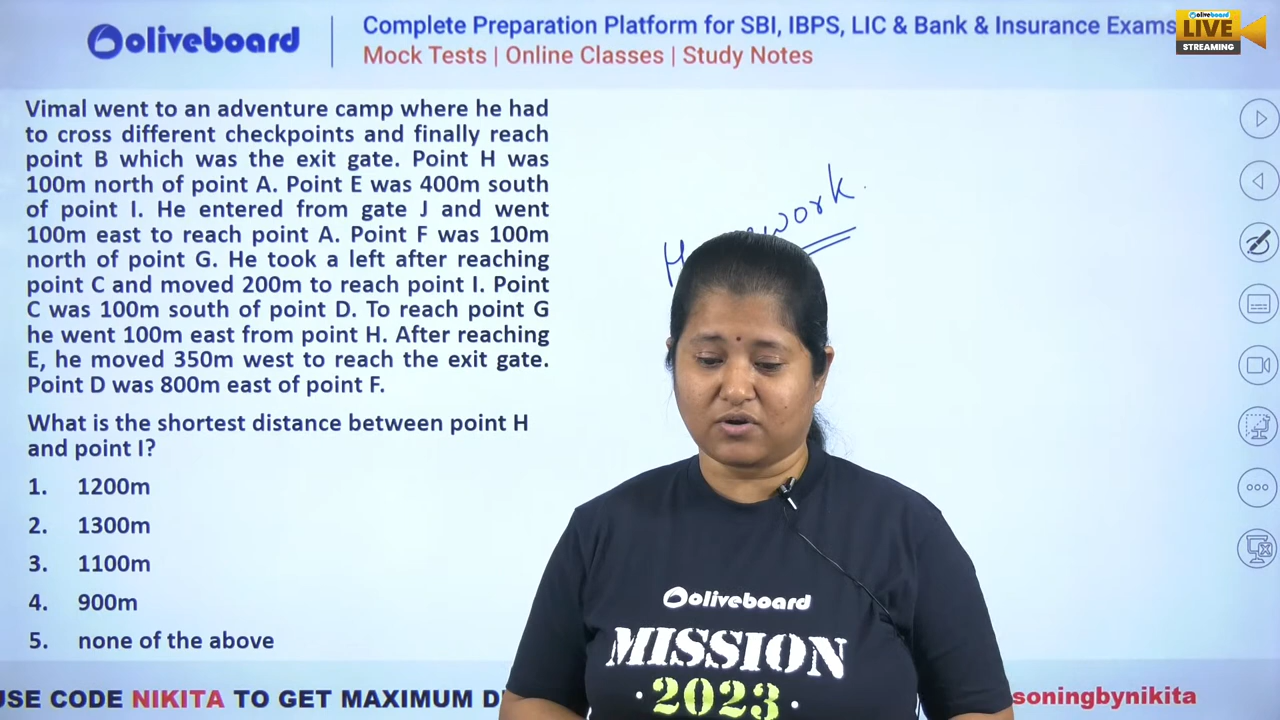 oliveboard
Complete Preparation Platform for SBI, IBPS, LIC & Bank & Insurance Exams
Mock Tests | Online Classes | Study Notes
oliveboard
LIVE
STREAMING
Vimal went to an adventure camp where he had
to cross different checkpoints and finally reach
point B which was the exit gate. Point H was
100m north of point A. Point E was 400m south
of point I. He entered from gate J and went
100m east to reach point A. Point F was 100m
north of point G. He took a left after reaching
point C and moved 200m to reach point I. Point
C was 100m south of point D. To reach point G
he went 100m east from point H. After reaching
E, he moved 350m west to reach the exit gate.
Point D was 800m east of point F.
What is the shortest distance between point H
and point I?
1. 1200m
2. 1300m
3. 1100m
4. 900m
5. none of the above
oliveboard
MISSION
·2023·
USE CODE NIKITA TO GET MAXIMUM
soningbynikita